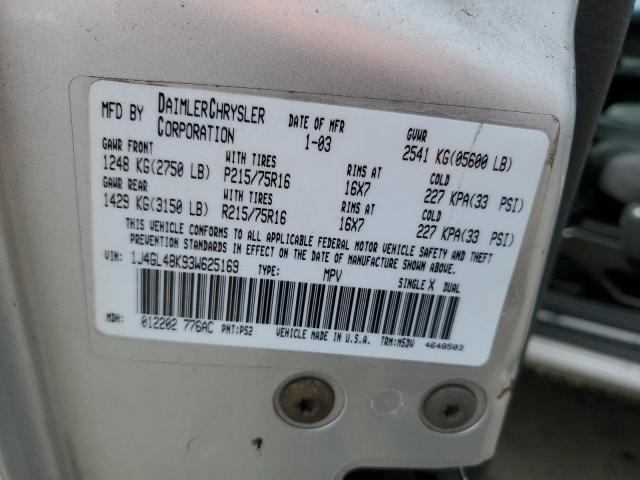 MFD BY DAIMLERCHRYSLER CORPORATION DATE OF MFR 1-03 GVWR 2541 KG(05600 LB)
GAWR FRONT WITH TIRES RIMS AT COLD
1248 KG(2750 LB) P215/75R16 16X7 227 KPA(33 PSI)
GAWR REAR WITH TIRES RIMS AT COLD
1429 KG(3150 LB) R215/75R16 16X7 227 KPA(33 PSI)
THIS VEHICLE CONFORMS TO ALL APPLICABLE FEDERAL MOTOR VEHICLE SAFETY AND THEFT
PREVENTION STANDARDS IN EFFECT ON THE DATE OF MANUFACTURE SHOWN ABOVE.
VIN: 1J4GL48K93W625169 TYPE: MPV SINGLE X DUAL
MDH: 012202 776AC PNT:PS2 VEHICLE MADE IN U.S.A. TRM:M5DV 4648503